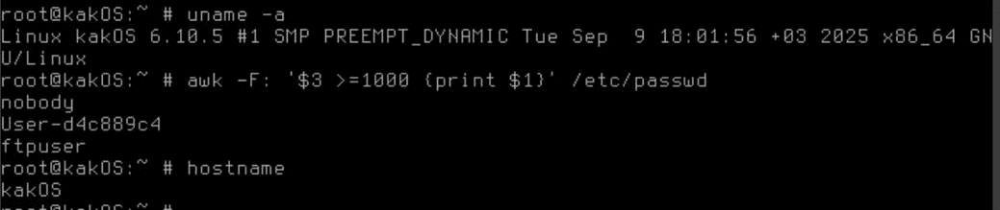 root@kakOS:~ # uname -a
Linux kakOS 6.10.5 #1 SMP PREEMPT_DYNAMIC Tue Sep  9 18:01:56 +03 2025 x86_64 GN
U/Linux
root@kakOS:~ # awk -F: '$3 >=1000 {print $1}' /etc/passwd
nobody
User-d4c889c4
ftpuser
root@kakOS:~ # hostname
kakOS
root@kakOS:~ #